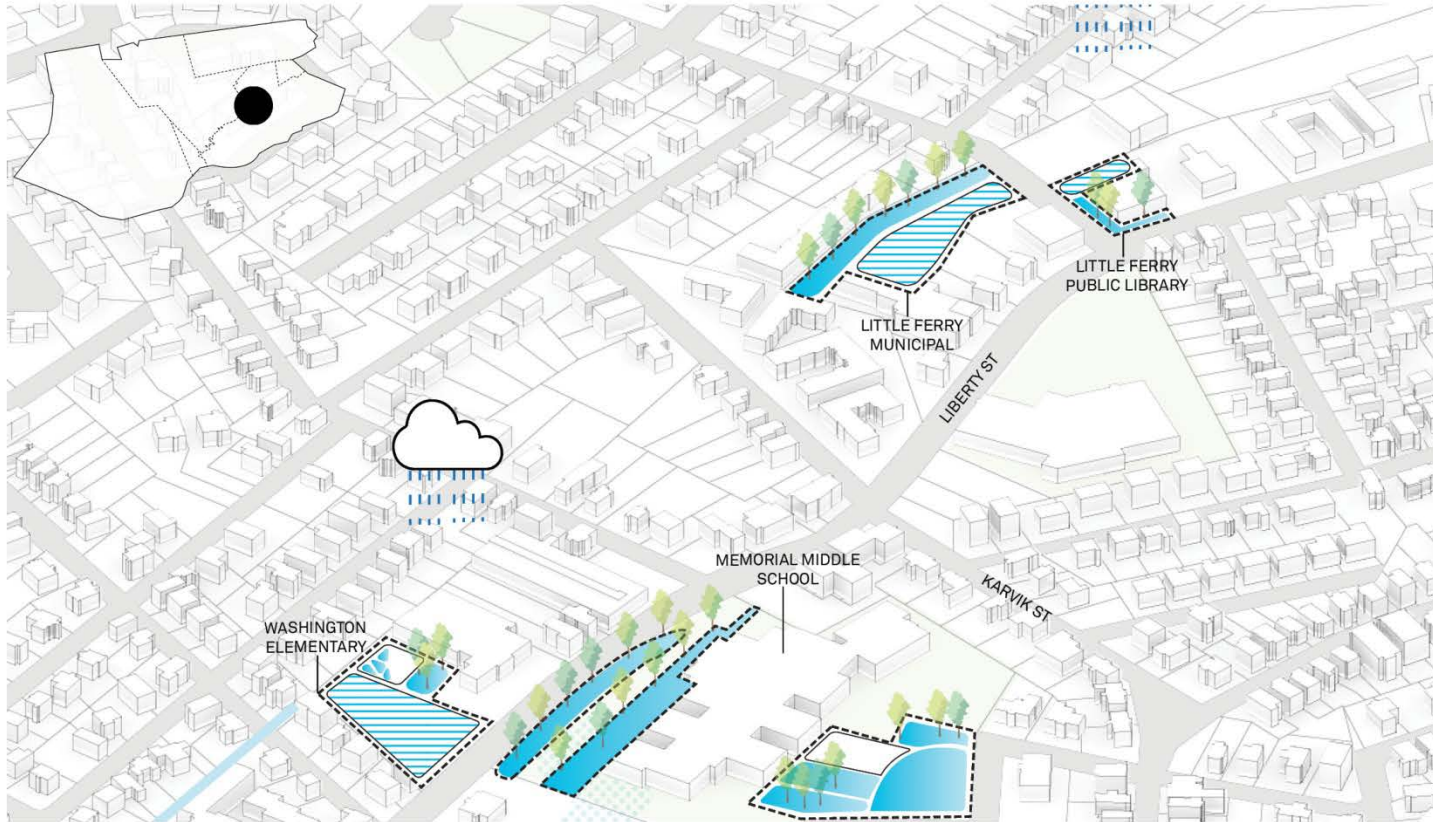 LITTLE FERRY
PUBLIC LIBRARY
LITTLE FERRY
MUNICIPAL
LIBERTY ST
MEMORIAL MIDDLE
SCHOOL
KARVIK ST
WASHINGTON
ELEMENTARY